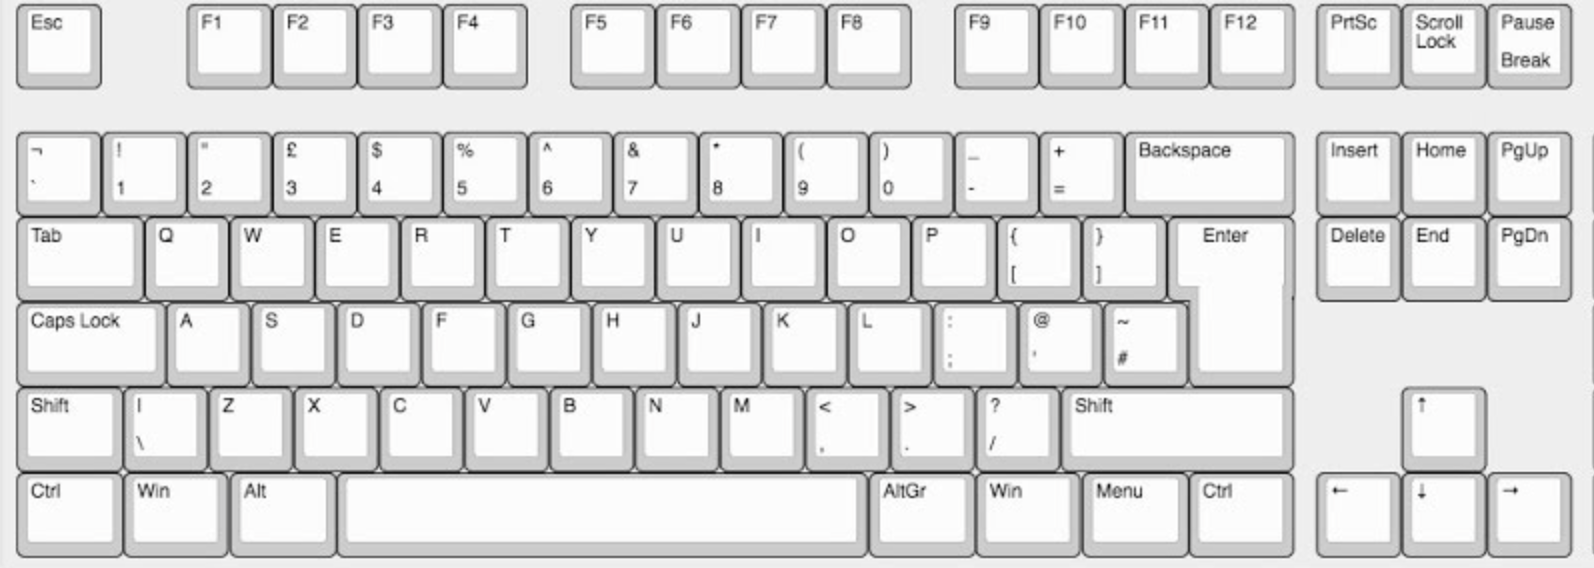 Esc F1 F2 F3 F4 F5 F6 F7 F8 F9 F10 F11 F12 PrtSc Scroll Lock Pause Break
¬ ! " £ $ % ^ & * ( ) _ + Backspace Insert Home PgUp
` 1 2 3 4 5 6 7 8 9 0 - =
Tab Q W E R T Y U I O P { } Enter Delete End PgDn
[ ]
Caps Lock A S D F G H J K L : @ ~
; ' #
Shift | Z X C V B N M < > ? Shift ↑
\ , . /
Ctrl Win Alt AltGr Win Menu Ctrl ← ↓ →